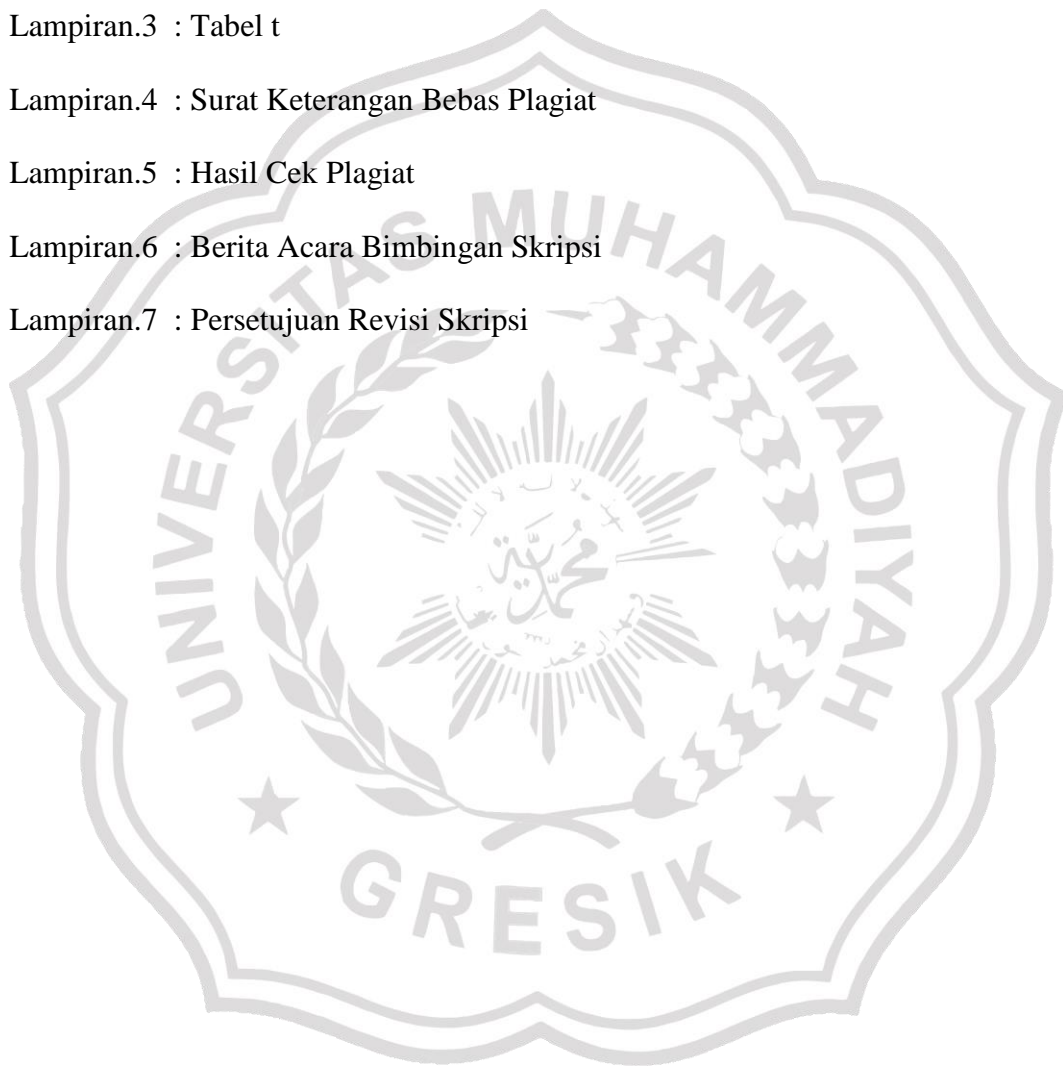 Lampiran.3 : Tabel t
Lampiran.4 : Surat Keterangan Bebas Plagiat
Lampiran.5 : Hasil Cek Plagiat
Lampiran.6 : Berita Acara Bimbingan Skripsi
Lampiran.7 : Persetujuan Revisi Skripsi
UNIVERSITAS MUHAMMADIYAH
GRESIK